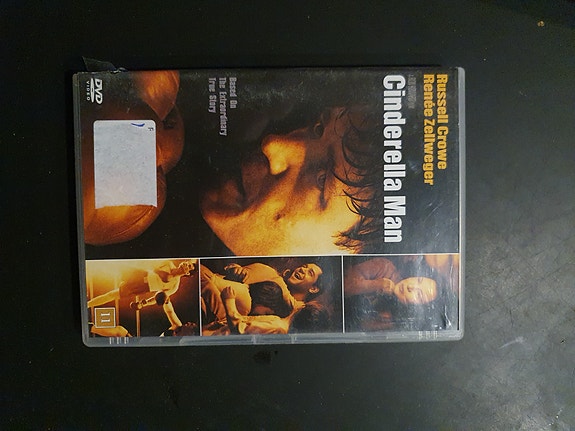 Russell Crowe
Renée Zellweger
Cinderella Man
Based On
The Extraordinary
True Story
DVD
VIDEO
11
F